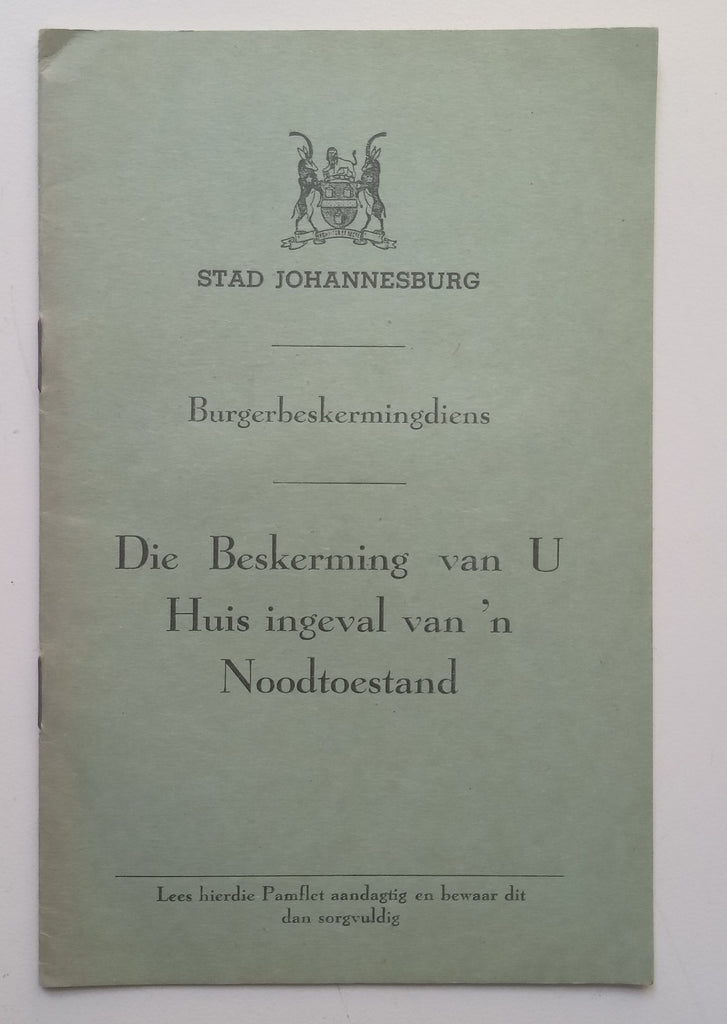 STAD JOHANNESBURG
Burgerbeskermingdiens
Die Beskerming van U
Huis ingeval van 'n
Noodtoestand
Lees hierdie Pamflet aandagtig en bewaar dit
dan sorgvuldig